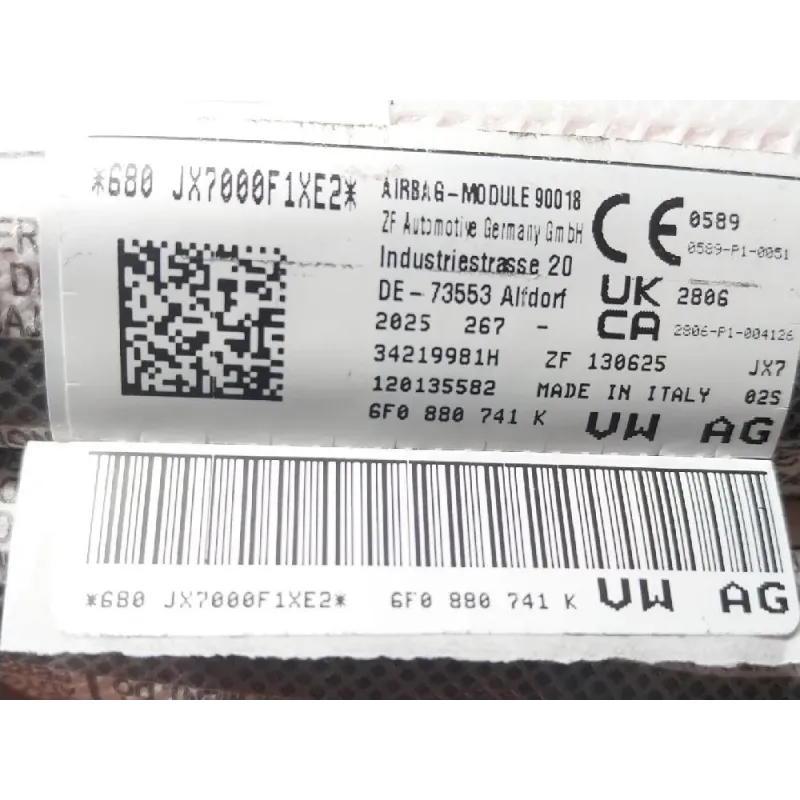 *680 JX7000F1XE2*
AIRBAG-MODULE 90018
ZF Automotive Germany GmbH
Industriestrasse 20
DE-73553 Alfdorf
2025 267 -
34219981H ZF 130625 JX7
120135582 MADE IN ITALY 02S
6F0 880 741 K VW AG
CE 0589
0589-P1-0051
UK CA 2806
2806-P1-004126
*680 JX7000F1XE2* 6F0 880 741 K VW AG